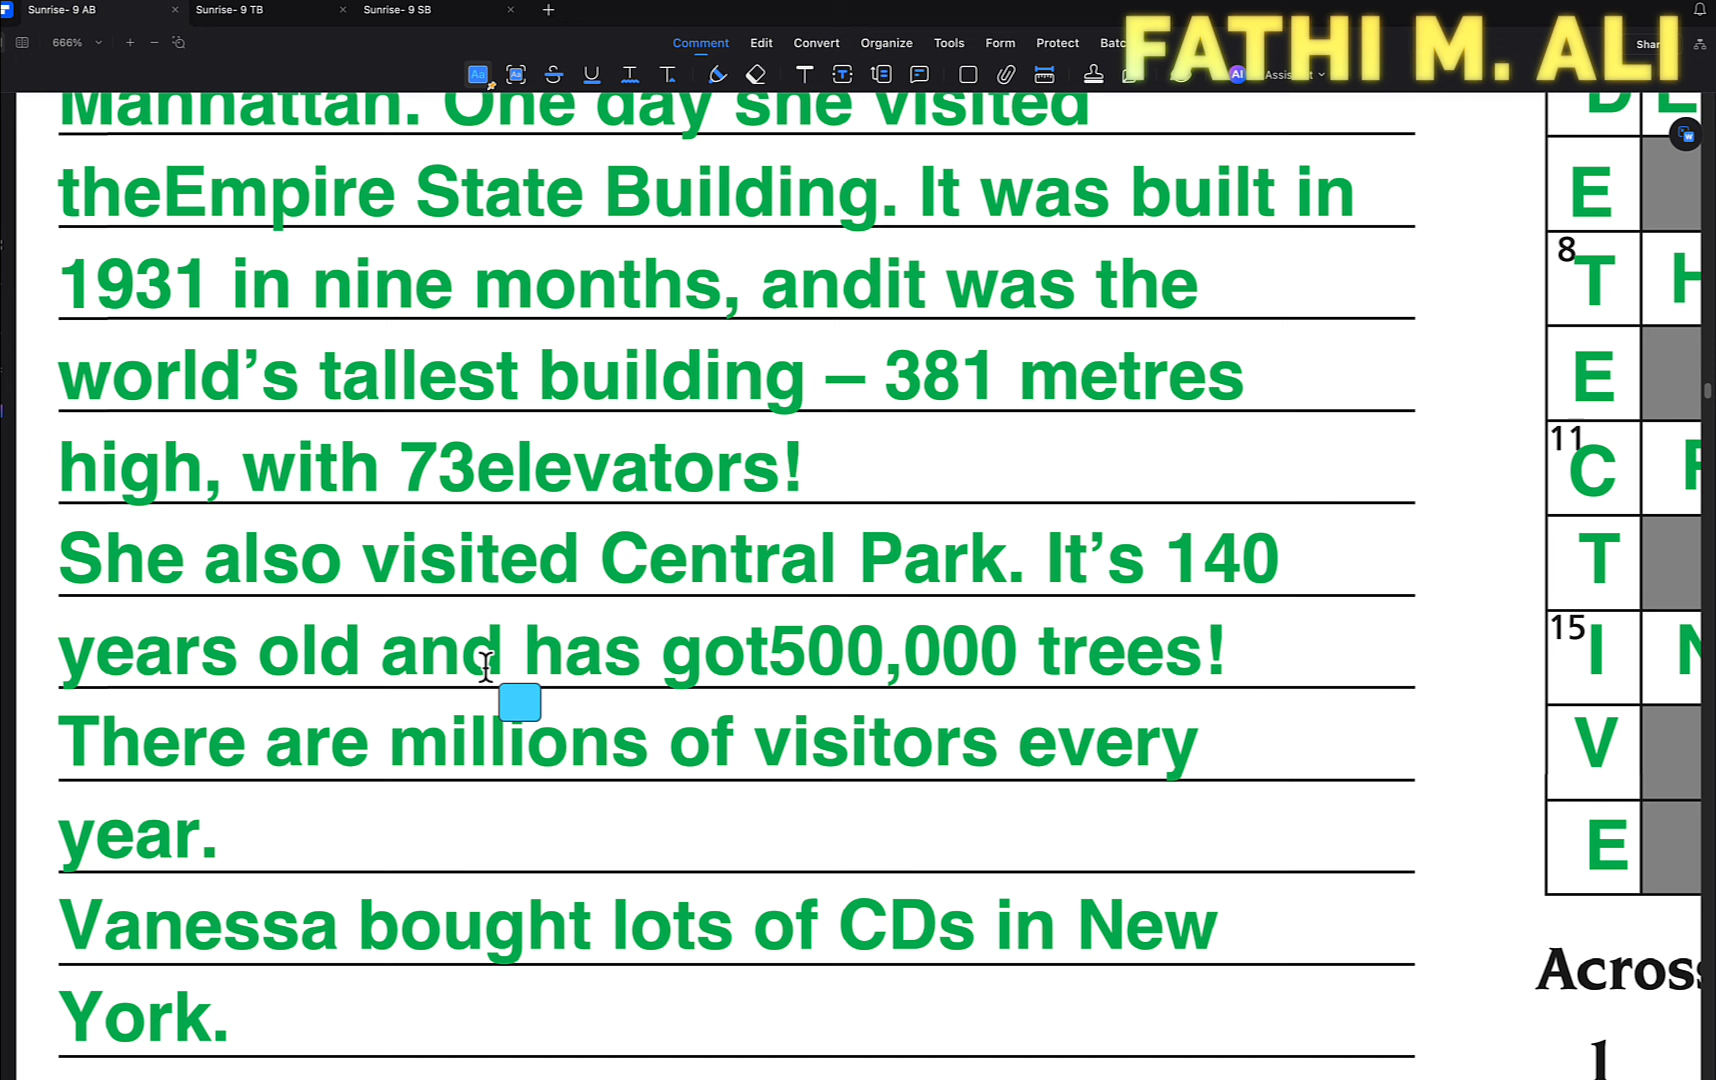 Sunrise- 9 AB
Sunrise- 9 TB
Sunrise- 9 SB
666%
Comment Edit Convert Organize Tools Form Protect
FATHI M. ALI
Manhattan. One day she visited
theEmpire State Building. It was built in
1931 in nine months, andit was the
world’s tallest building – 381 metres
high, with 73elevators!
She also visited Central Park. It’s 140
years old and has got500,000 trees!
There are millions of visitors every
year.
Vanessa bought lots of CDs in New
York.
E
8 T H
E
11 C
T
15 I N
V
E
Across
1